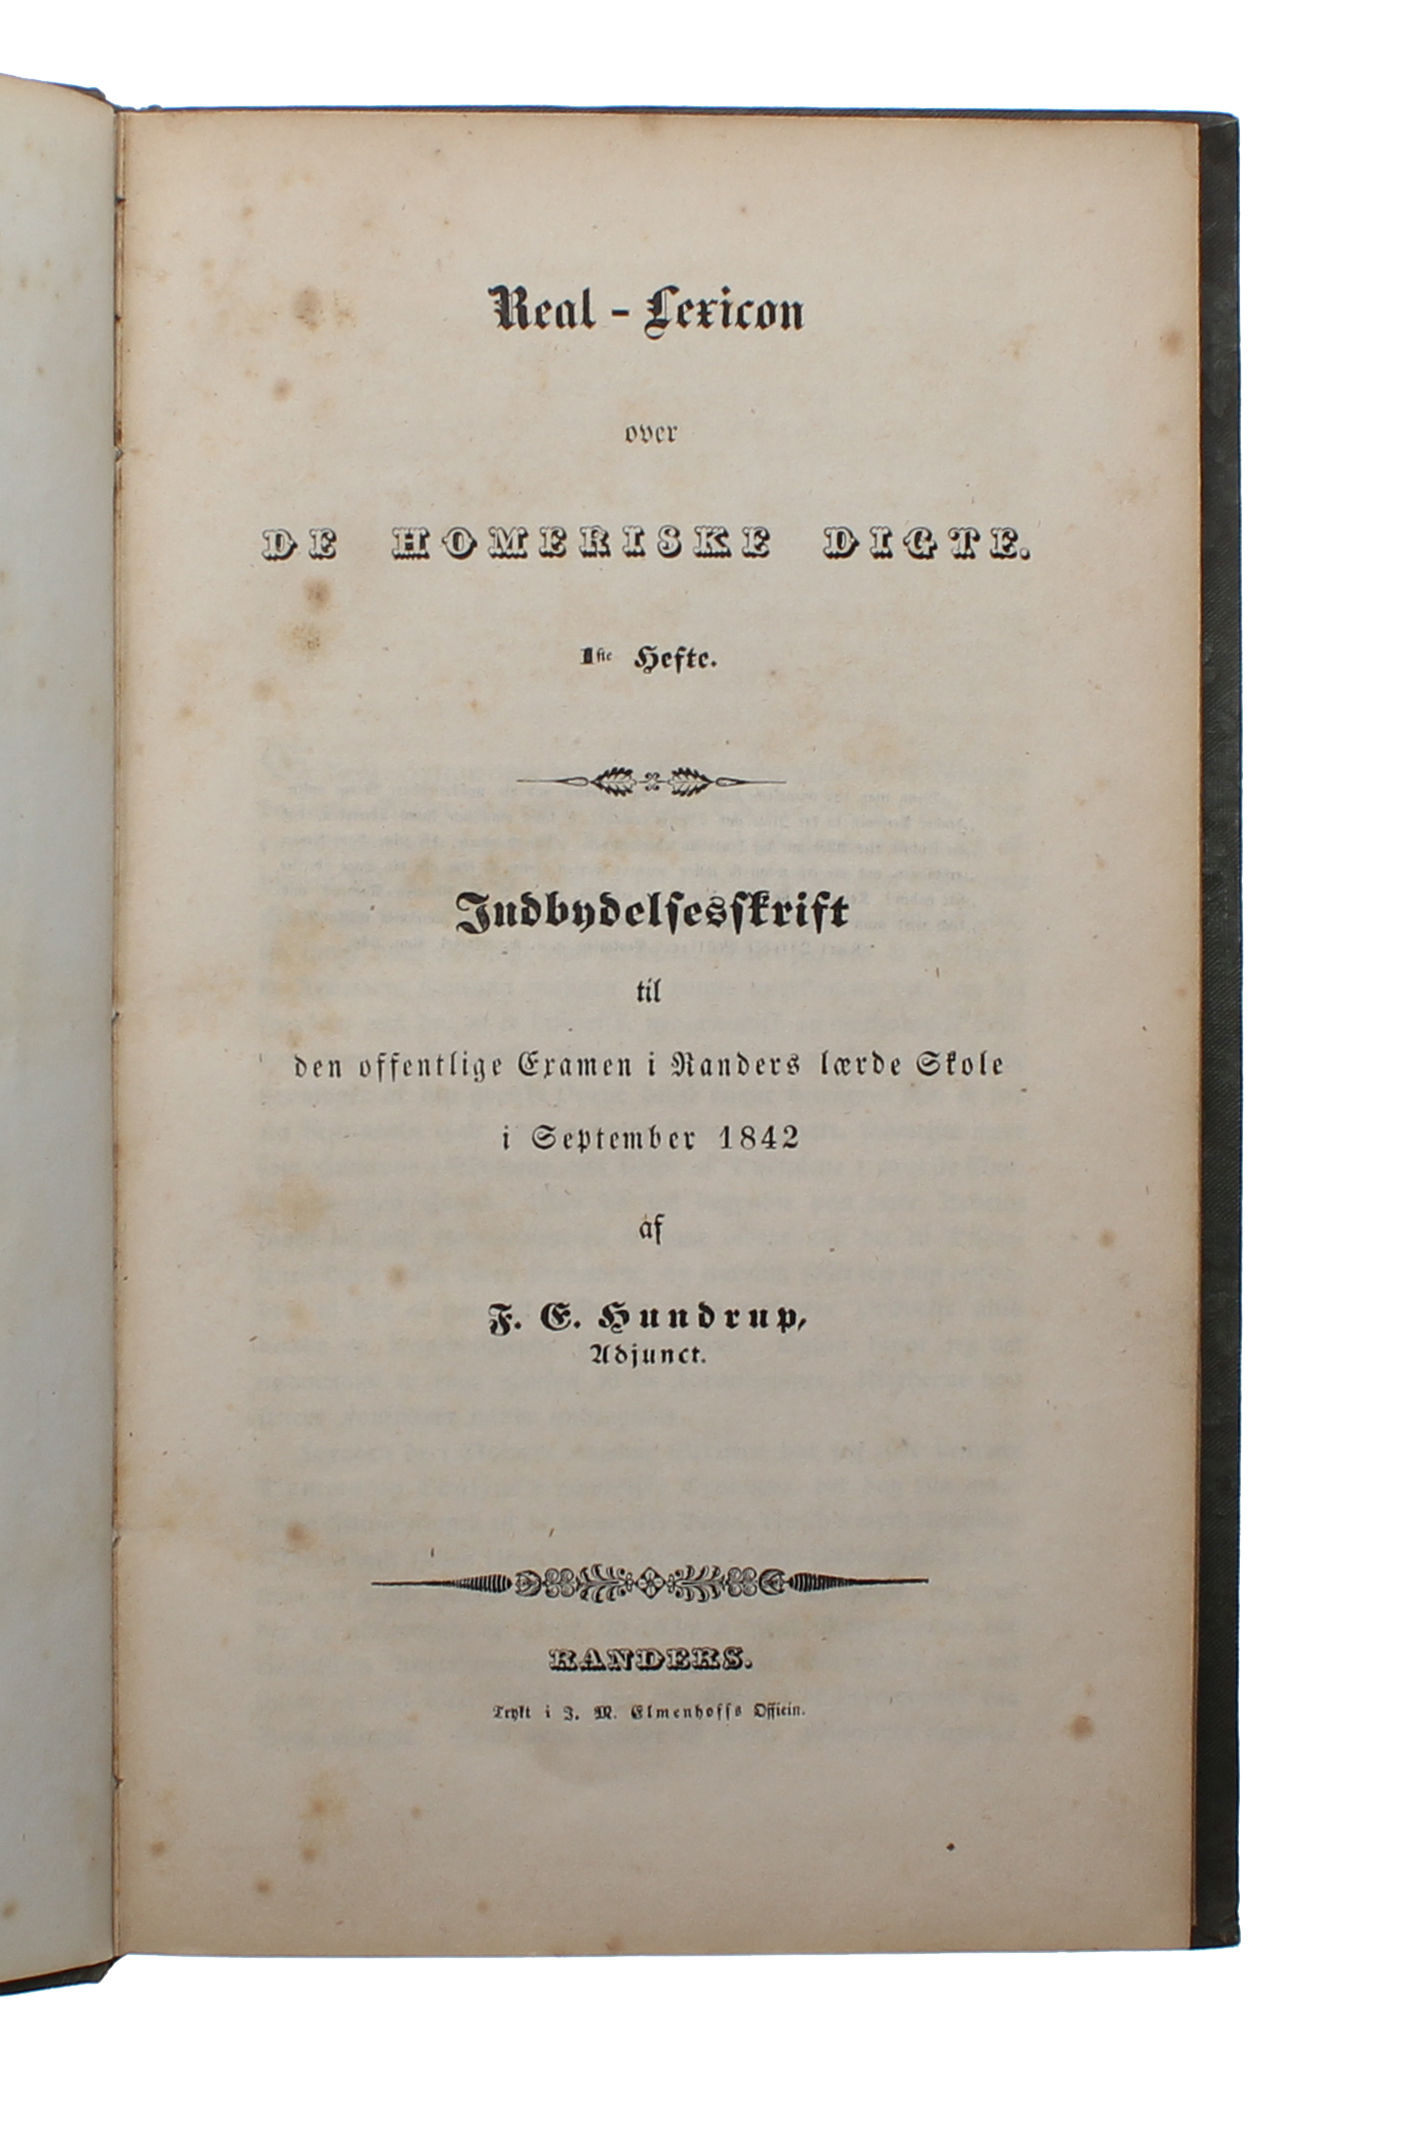 Real - Lexicon
over
DE HOMERISKE DIGTE.
1ste Hefte.
Indbydelsesskrift
til
den offentlige Examen i Randers lærde Skole
i September 1842
af
F. E. Hundrup,
Adjunct.
RANDERS.
Trykt i J. M. Elmenhoffs Officin.